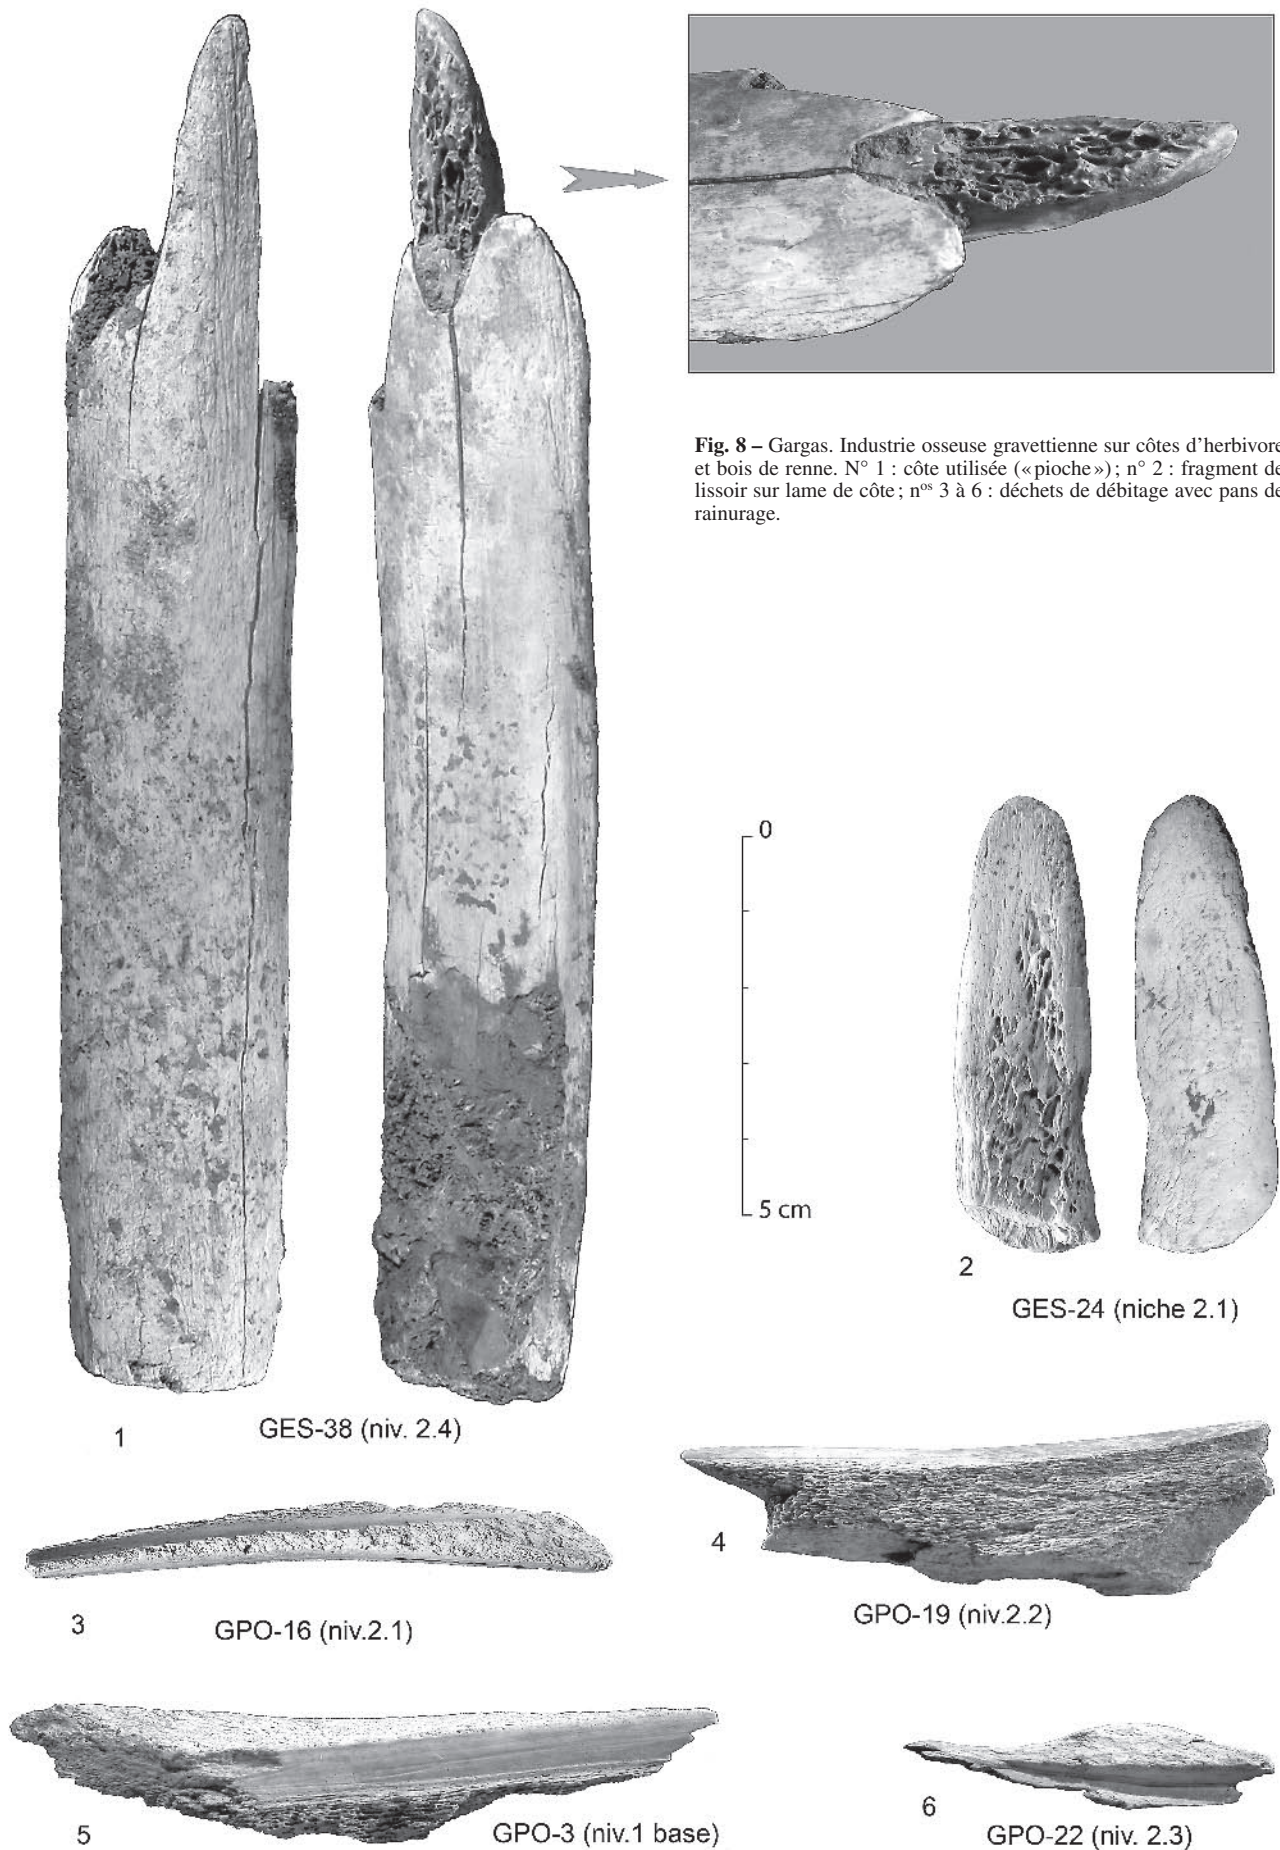 Fig. 8 – Gargas. Industrie osseuse gravettienne sur côtes d’herbivore
et bois de renne. N° 1 : côte utilisée («pioche»); n° 2 : fragment de
lissoir sur lame de côte; nos 3 à 6 : déchets de débitage avec pans de
rainurage.
0
5 cm
2
GES-24 (niche 2.1)
1
GES-38 (niv. 2.4)
3
GPO-16 (niv.2.1)
4
GPO-19 (niv.2.2)
5
GPO-3 (niv.1 base)
6
GPO-22 (niv. 2.3)